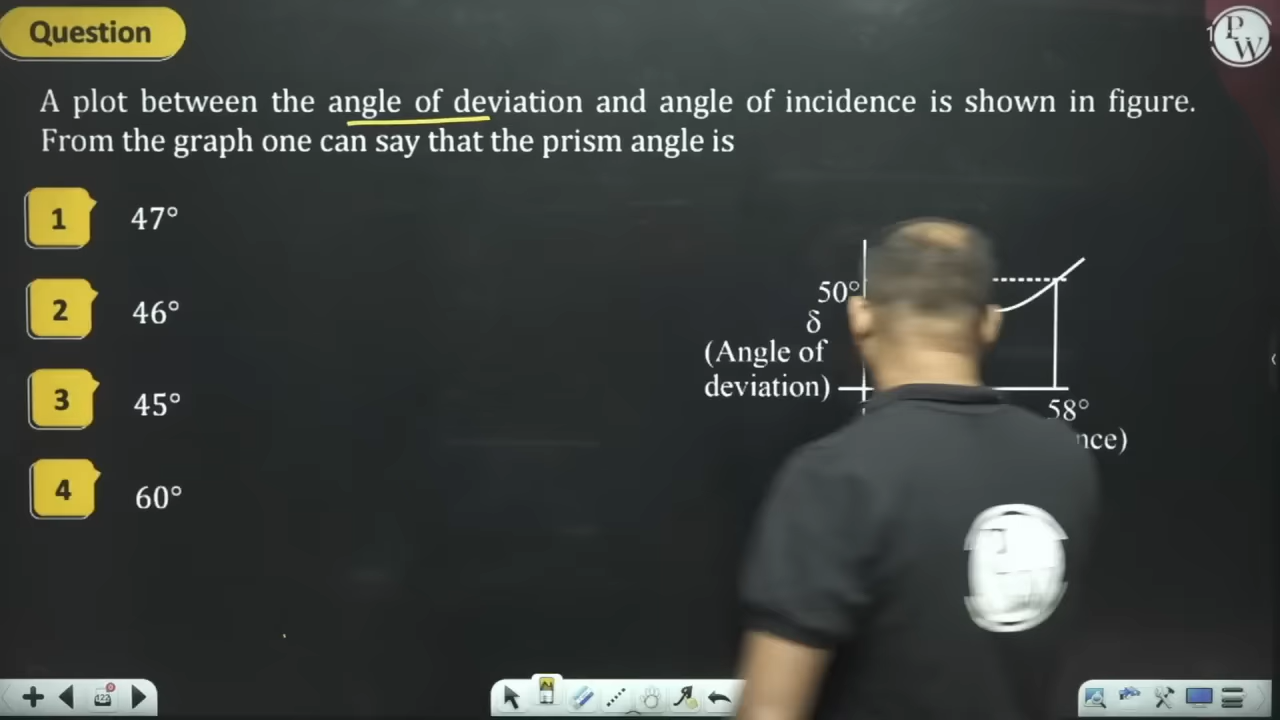 Question
PW
A plot between the angle of deviation and angle of incidence is shown in figure.
From the graph one can say that the prism angle is
1 47°
2 46°
3 45°
4 60°
50°
δ
(Angle of
deviation)
58°